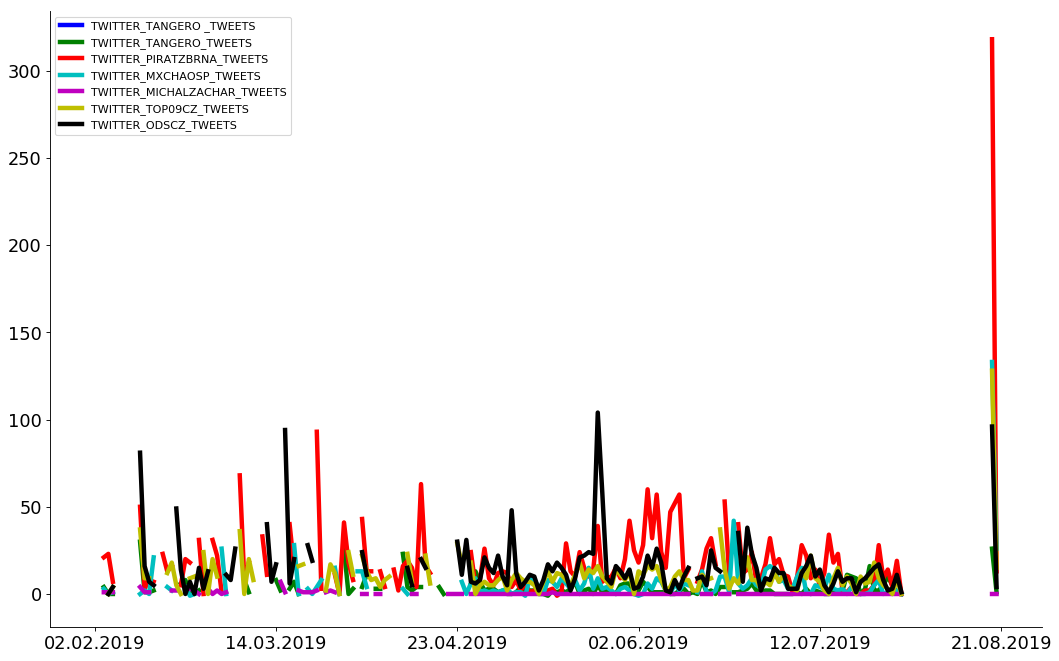 TWITTER_TANGERO _TWEETS
TWITTER_TANGERO_TWEETS
TWITTER_PIRATZBRNA_TWEETS
TWITTER_MXCHAOSP_TWEETS
TWITTER_MICHALZACHAR_TWEETS
TWITTER_TOP09CZ_TWEETS
TWITTER_ODSCZ_TWEETS
300
250
200
150
100
50
0
02.02.2019 14.03.2019 23.04.2019 02.06.2019 12.07.2019 21.08.2019